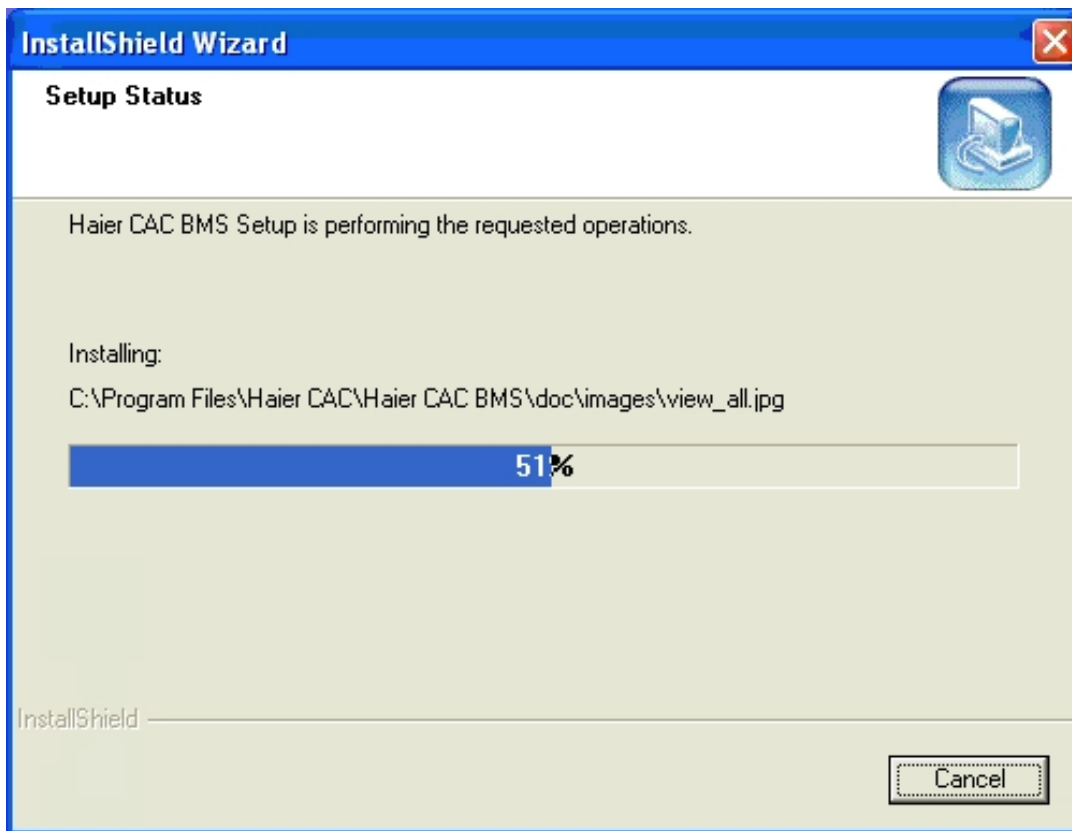 InstallShield Wizard
Setup Status
Haier CAC BMS Setup is performing the requested operations.
Installing:
C:\Program Files\Haier CAC\Haier CAC BMS\doc\images\view_all.jpg
51%
InstallShield
Cancel